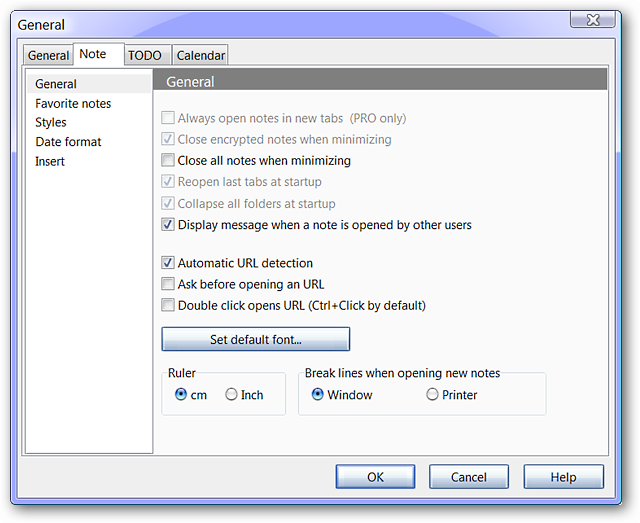 General
General Note TODO Calendar
General
Favorite notes
Styles
Date format
Insert
General
Always open notes in new tabs (PRO only)
Close encrypted notes when minimizing
Close all notes when minimizing
Reopen last tabs at startup
Collapse all folders at startup
Display message when a note is opened by other users
Automatic URL detection
Ask before opening an URL
Double click opens URL (Ctrl+Click by default)
Set default font...
Ruler
cm Inch
Break lines when opening new notes
Window Printer
OK Cancel Help